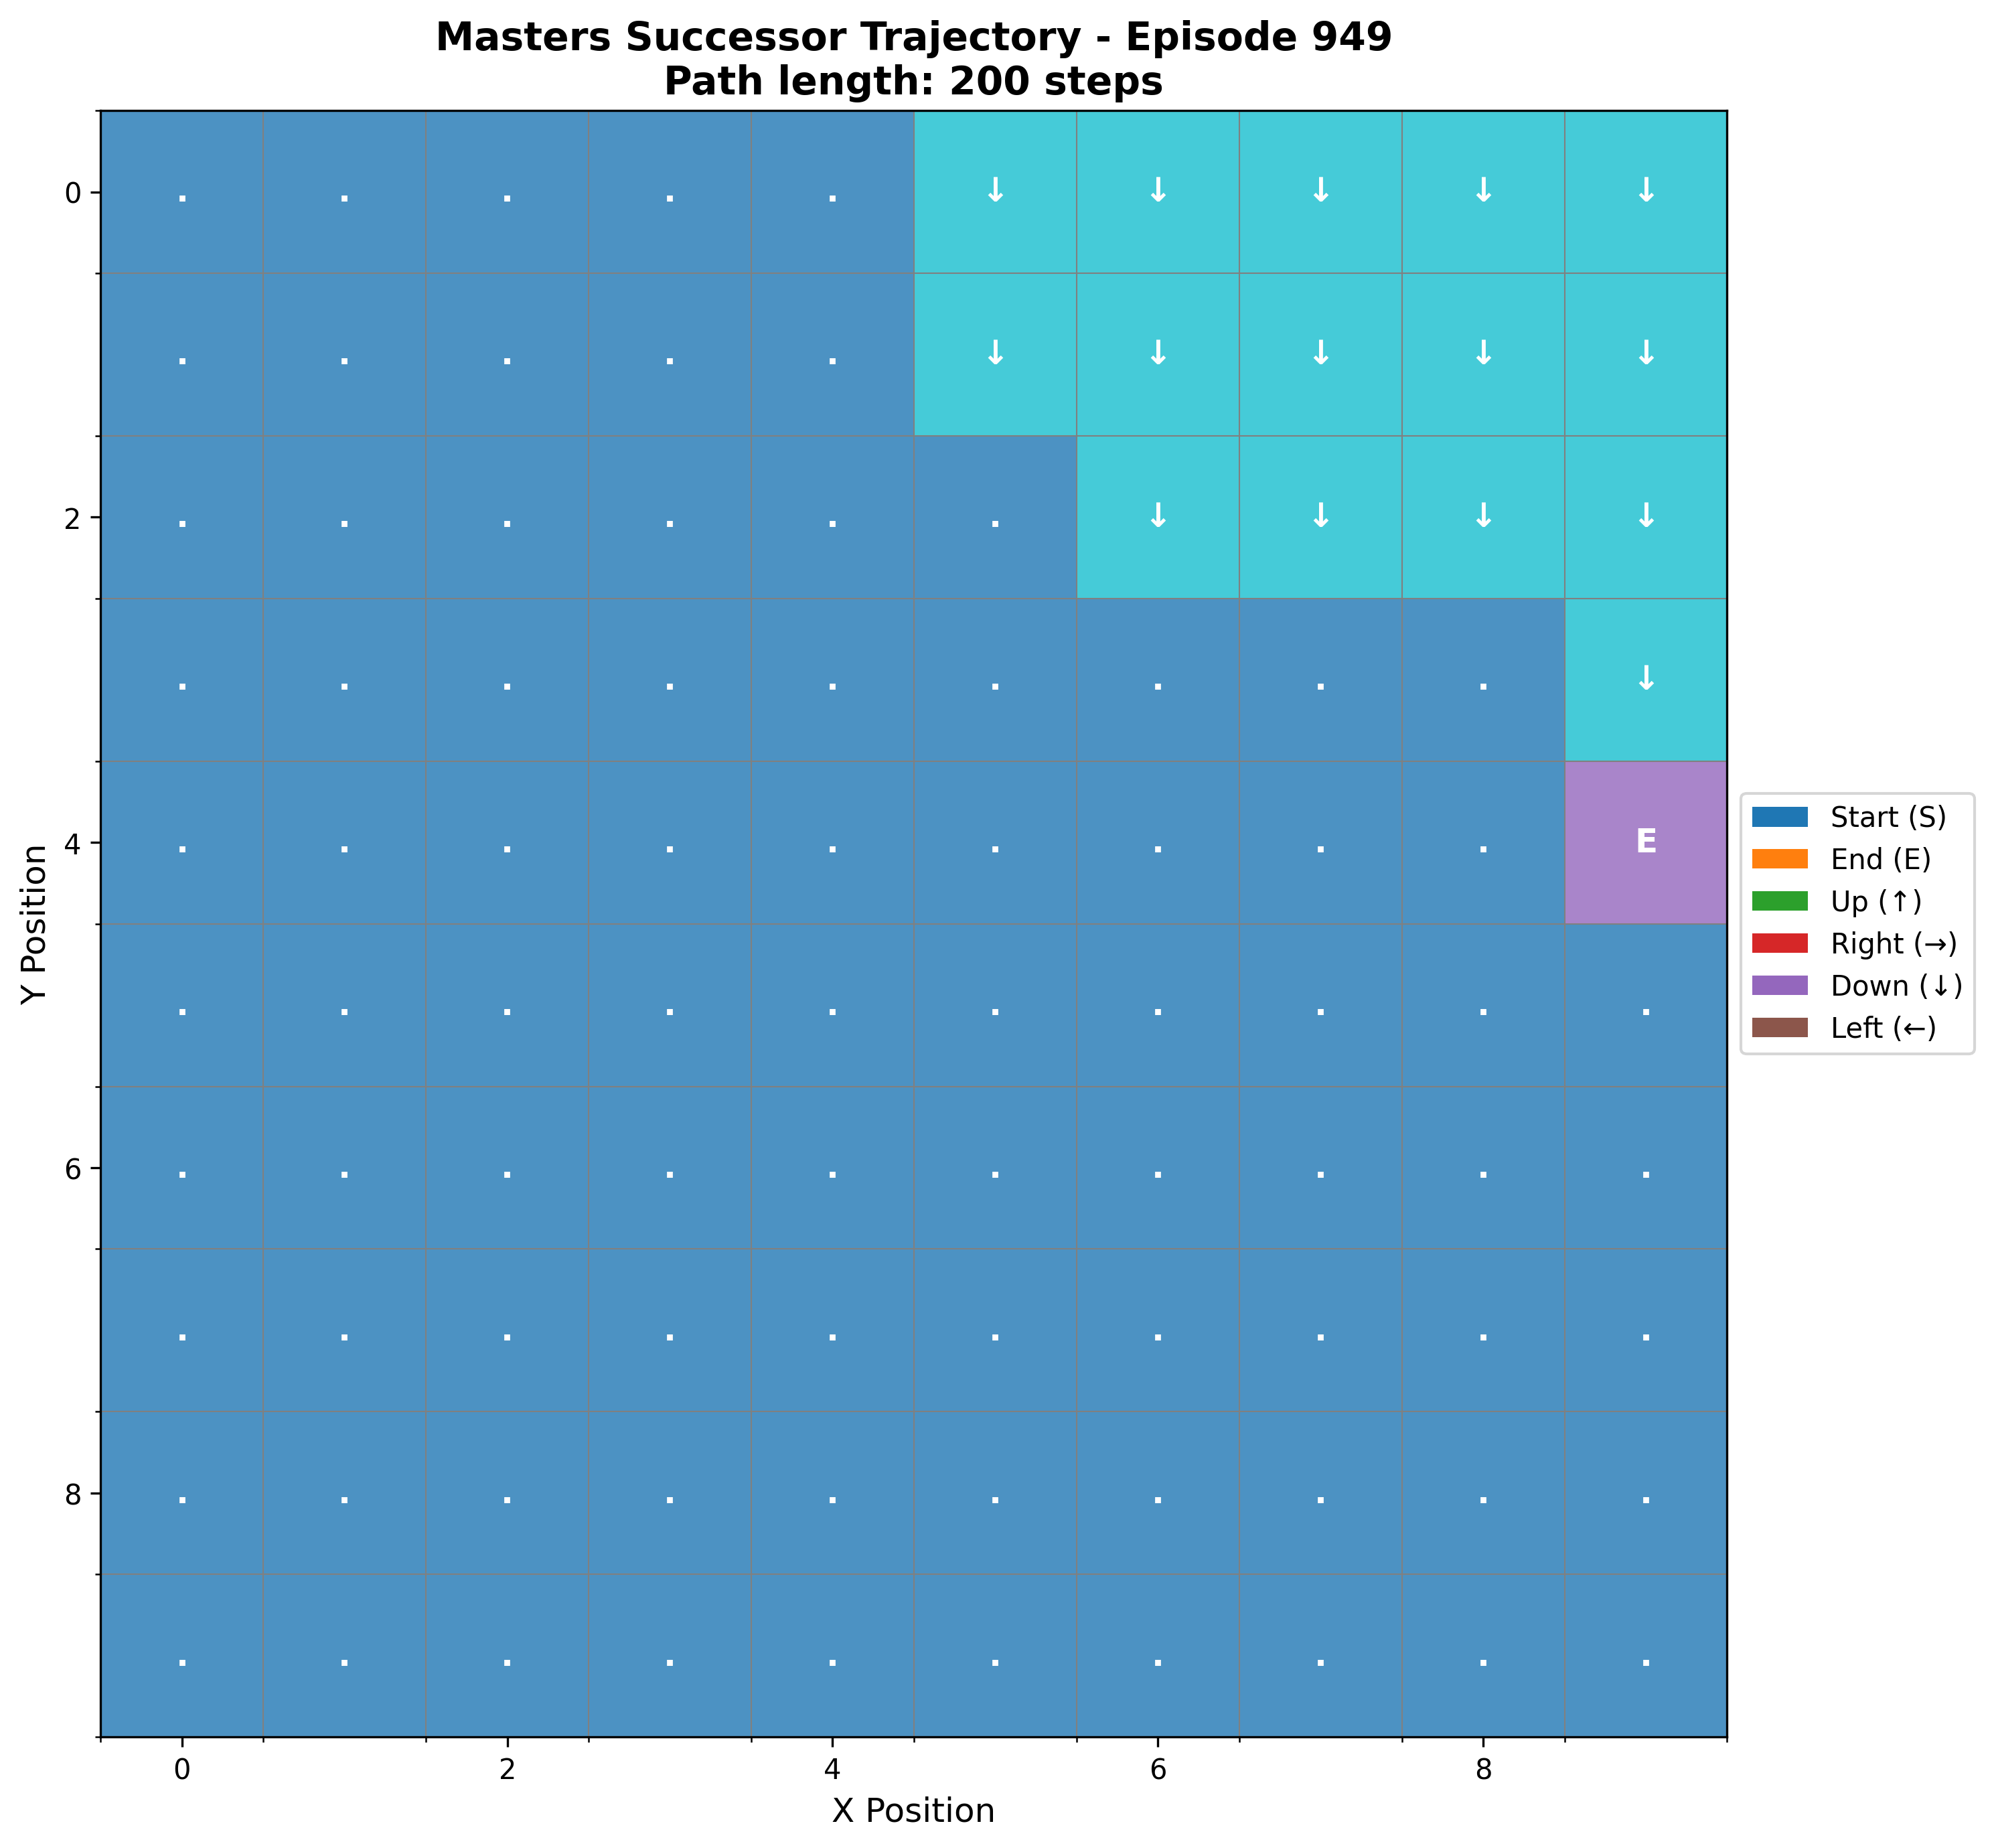 Masters Successor Trajectory - Episode 949
Path length: 200 steps
0 . . . . . ↓ ↓ ↓ ↓ ↓
. . . . . ↓ ↓ ↓ ↓ ↓
2 . . . . . . ↓ ↓ ↓ ↓
. . . . . . . . . ↓
4 . . . . . . . . . E
. . . . . . . . . .
6 . . . . . . . . . .
. . . . . . . . . .
8 . . . . . . . . . .
. . . . . . . . . .
0 2 4 6 8
X Position
Y Position
Start (S)
End (E)
Up (↑)
Right (→)
Down (↓)
Left (←)